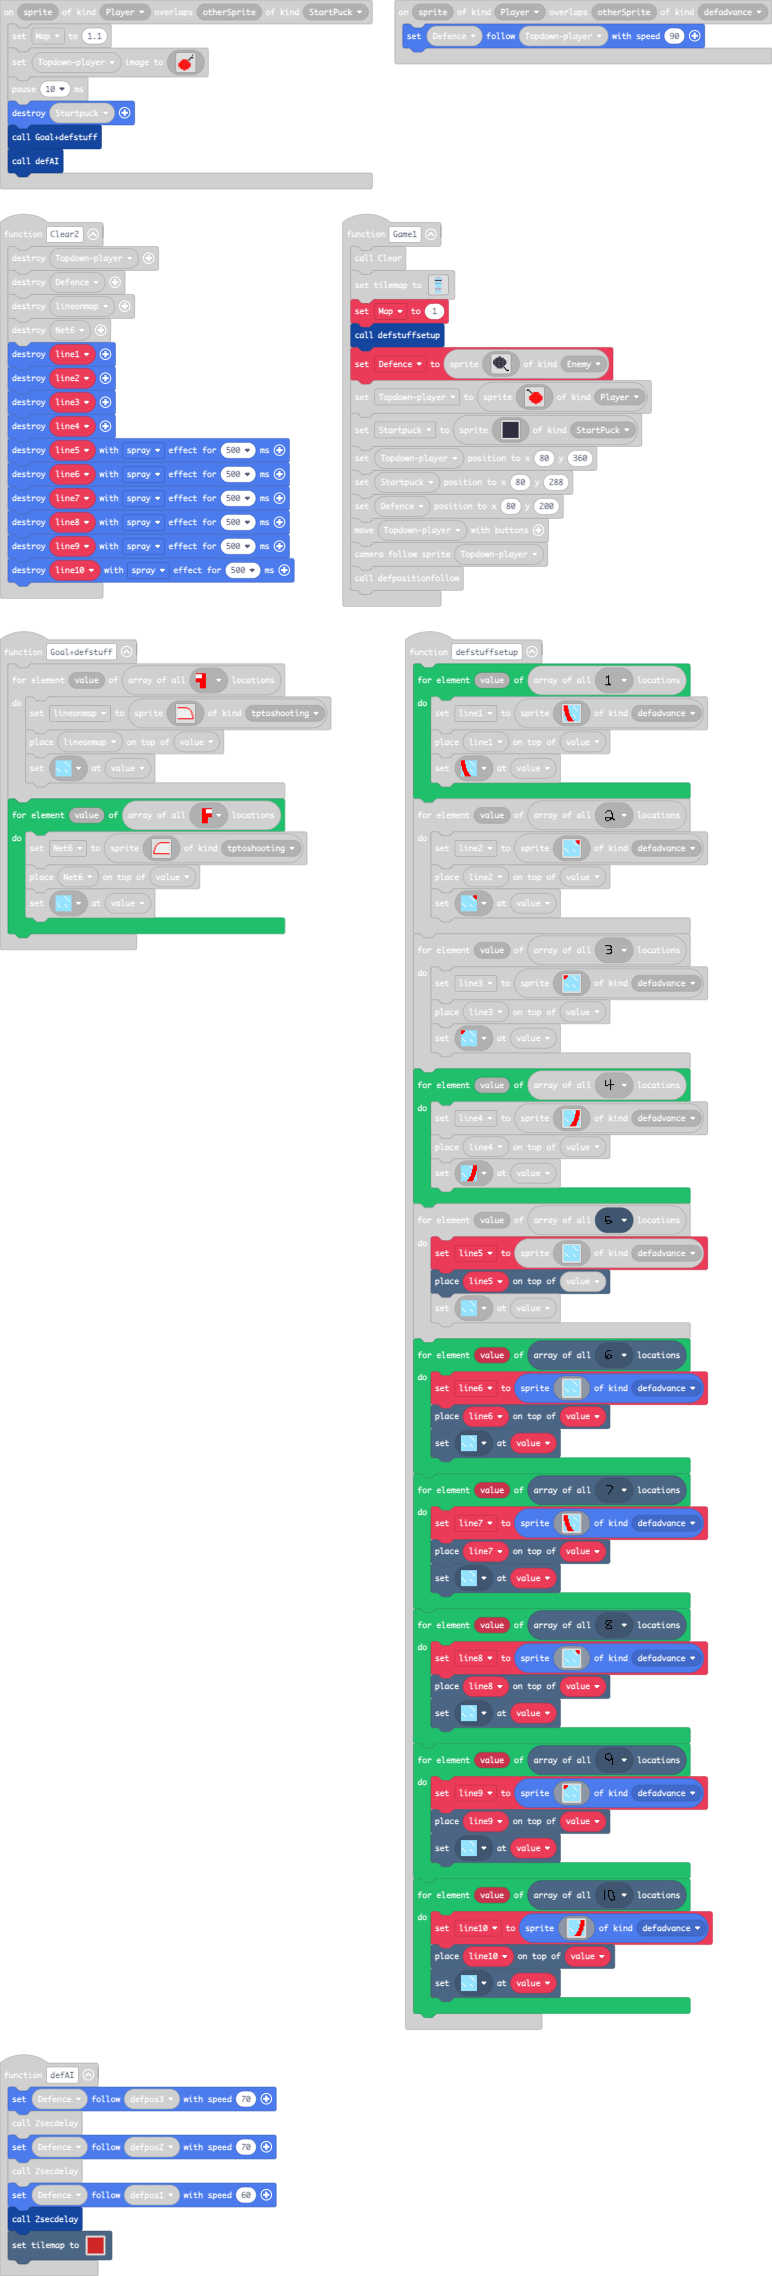 on sprite of kind Player overlaps otherSprite of kind StartPuck
set Map to 1.1
set Topdown-player image to
pause 10 ms
destroy Startpuck
call Goal+defstuff
call defAI
on sprite of kind Player overlaps otherSprite of kind defadvance
set Defence follow Topdown-player with speed 90
function Clear2
destroy Topdown-player
destroy Defence
destroy lineonmap
destroy Net6
destroy line1
destroy line2
destroy line3
destroy line4
destroy line5 with spray effect for 500 ms
destroy line6 with spray effect for 500 ms
destroy line7 with spray effect for 500 ms
destroy line8 with spray effect for 500 ms
destroy line9 with spray effect for 500 ms
destroy line10 with spray effect for 500 ms
function Game1
call Clear
set tilemap to
set Map to 1
call defstuffsetup
set Defence to sprite of kind Enemy
set Topdown-player to sprite of kind Player
set Startpuck to sprite of kind StartPuck
set Topdown-player position to x 80 y 360
set Startpuck position to x 80 y 288
set Defence position to x 80 y 200
move Topdown-player with buttons
camera follow sprite Topdown-player
call defpositionfollow
function Goal+defstuff
for element value of array of all locations
do
set lineonmap to sprite of kind tptoshooting
place lineonmap on top of value
set at value
for element value of array of all locations
do
set Net6 to sprite of kind tptoshooting
place Net6 on top of value
set at value
function defstuffsetup
for element value of array of all 1 locations
do
set line1 to sprite of kind defadvance
place line1 on top of value
set at value
for element value of array of all 2 locations
do
set line2 to sprite of kind defadvance
place line2 on top of value
set at value
for element value of array of all 3 locations
do
set line3 to sprite of kind defadvance
place line3 on top of value
set at value
for element value of array of all 4 locations
do
set line4 to sprite of kind defadvance
place line4 on top of value
set at value
for element value of array of all 5 locations
do
set line5 to sprite of kind defadvance
place line5 on top of value
set at value
for element value of array of all 6 locations
do
set line6 to sprite of kind defadvance
place line6 on top of value
set at value
for element value of array of all 7 locations
do
set line7 to sprite of kind defadvance
place line7 on top of value
set at value
for element value of array of all 8 locations
do
set line8 to sprite of kind defadvance
place line8 on top of value
set at value
for element value of array of all 9 locations
do
set line9 to sprite of kind defadvance
place line9 on top of value
set at value
for element value of array of all 10 locations
do
set line10 to sprite of kind defadvance
place line10 on top of value
set at value
function defAI
set Defence follow defpos3 with speed 70
call 2secdelay
set Defence follow defpos2 with speed 70
call 2secdelay
set Defence follow defpos1 with speed 60
call 2secdelay
set tilemap to